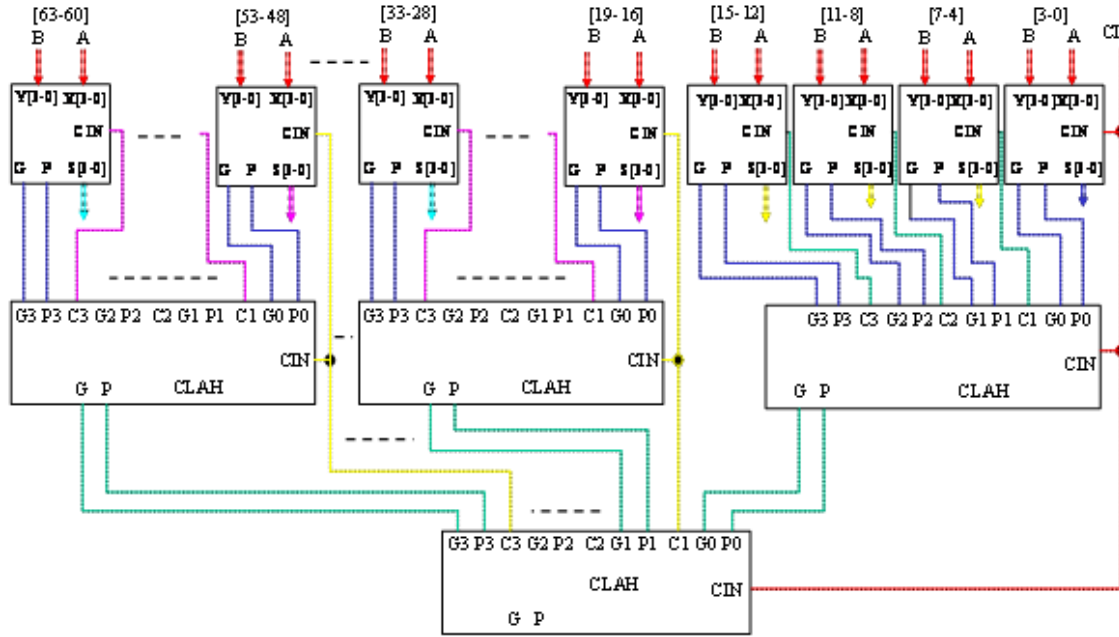 [63-60] [53-48] [33-28] [19-16] [15-12] [11-8] [7-4] [3-0]
B A B A B A B A B A B A B A B A CI
Y[3-0] X[3-0] Y[3-0] X[3-0] Y[3-0] X[3-0] Y[3-0] X[3-0] Y[3-0] X[3-0] Y[3-0] X[3-0] Y[3-0] X[3-0] Y[3-0] X[3-0]
CIN CIN CIN CIN CIN CIN CIN CIN
G P S[3-0] G P S[3-0] G P S[3-0] G P S[3-0] G P S[3-0] G P S[3-0] G P S[3-0] G P S[3-0]
G3 P3 C3 G2 P2 C2 G1 P1 C1 G0 P0 G3 P3 C3 G2 P2 C2 G1 P1 C1 G0 P0 G3 P3 C3 G2 P2 C2 G1 P1 C1 G0 P0
CIN CIN CIN
G P CLAH G P CLAH G P CLAH
G3 P3 C3 G2 P2 C2 G1 P1 C1 G0 P0
CLAH CIN
G P